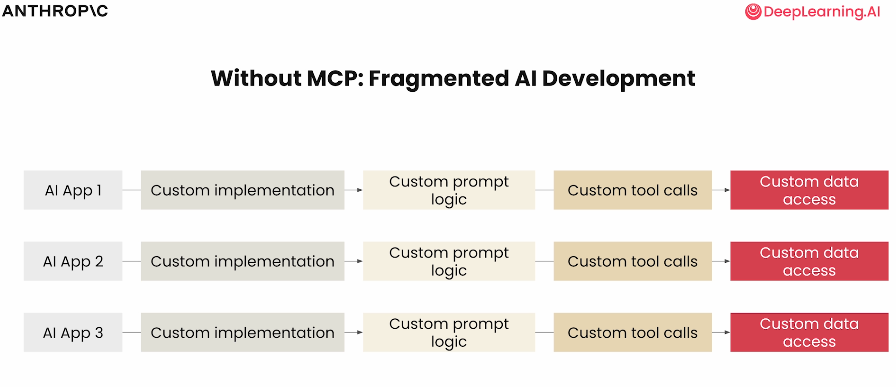 ANTHROP\C
DeepLearning.AI
Without MCP: Fragmented AI Development
AI App 1
Custom implementation
Custom prompt
logic
Custom tool calls
Custom data
access
AI App 2
Custom implementation
Custom prompt
logic
Custom tool calls
Custom data
access
AI App 3
Custom implementation
Custom prompt
logic
Custom tool calls
Custom data
access